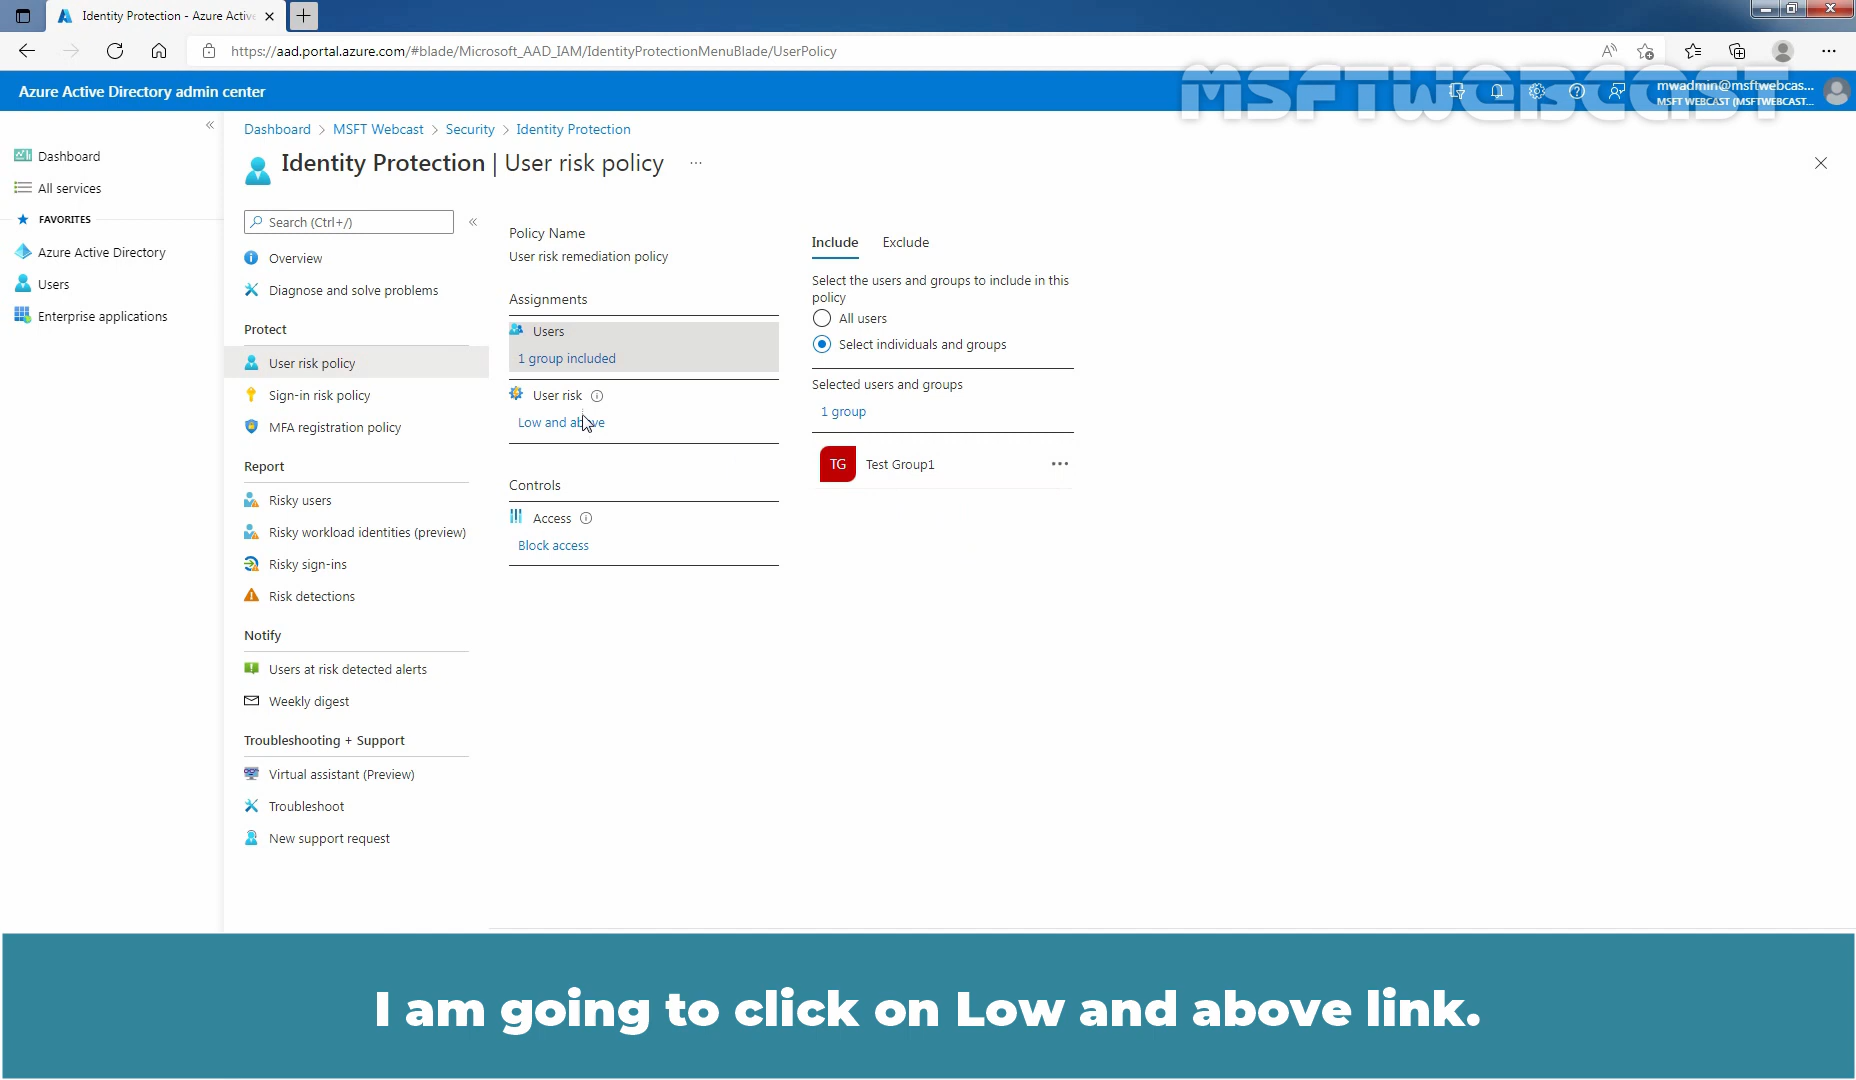 Identity Protection - Azure Active
https://aad.portal.azure.com/#blade/Microsoft_AAD_IAM/IdentityProtectionMenuBlade/UserPolicy
Azure Active Directory admin center
MSFTWEBCAST
mwadmin@msftwebcas...
MSFT WEBCAST (MSFTWEBCAST....
Dashboard
All services
FAVORITES
Azure Active Directory
Users
Enterprise applications
Dashboard > MSFT Webcast > Security > Identity Protection
Identity Protection | User risk policy ...
Search (Ctrl+/)
Overview
Diagnose and solve problems
Protect
User risk policy
Sign-in risk policy
MFA registration policy
Report
Risky users
Risky workload identities (preview)
Risky sign-ins
Risk detections
Notify
Users at risk detected alerts
Weekly digest
Troubleshooting + Support
Virtual assistant (Preview)
Troubleshoot
New support request
Policy Name
User risk remediation policy
Assignments
Users
1 group included
User risk
Low and above
Controls
Access
Block access
Include Exclude
Select the users and groups to include in this
policy
All users
Select individuals and groups
Selected users and groups
1 group
TG Test Group1
I am going to click on Low and above link.